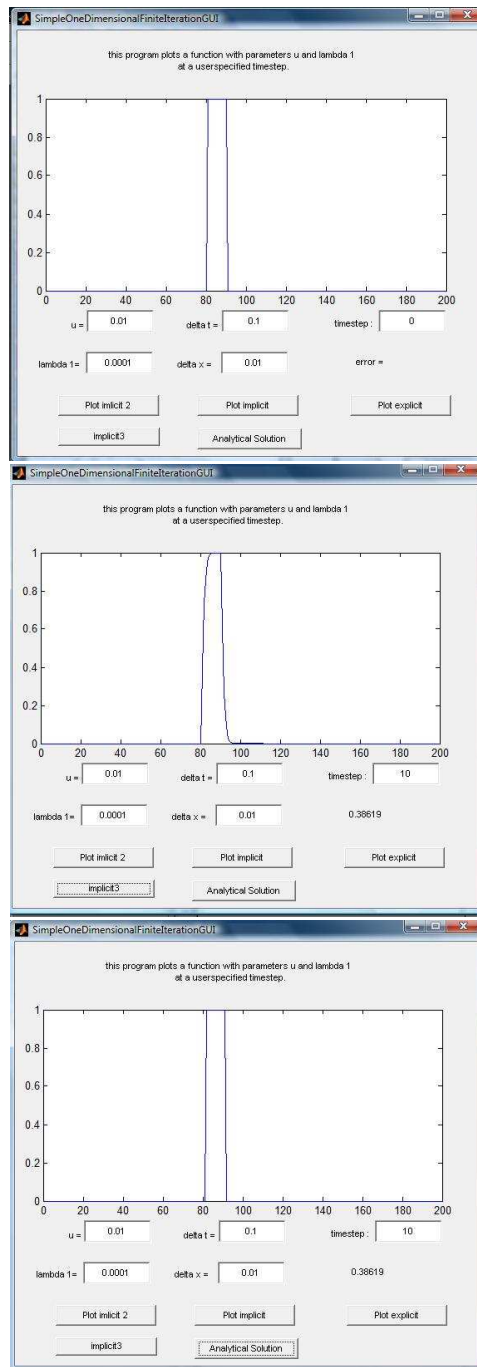 SimpleOneDimensionalFiniteIterationGUI
this program plots a function with parameters u and lambda 1
at a userspecified timestep.
1
0.8
0.6
0.4
0.2
0
0 20 40 60 80 100 120 140 160 180 200
u = 0.01 delta t = 0.1 timestep : 0
lambda 1= 0.0001 delta x = 0.01 error =
Plot imlicit 2 Plot implicit Plot explicit
implicit3 Analytical Solution
SimpleOneDimensionalFiniteIterationGUI
this program plots a function with parameters u and lambda 1
at a userspecified timestep.
1
0.8
0.6
0.4
0.2
0
0 20 40 60 80 100 120 140 160 180 200
u = 0.01 delta t = 0.1 timestep : 10
lambda 1= 0.0001 delta x = 0.01 0.38619
Plot imlicit 2 Plot implicit Plot explicit
implicit3 Analytical Solution
SimpleOneDimensionalFiniteIterationGUI
this program plots a function with parameters u and lambda 1
at a userspecified timestep.
1
0.8
0.6
0.4
0.2
0
0 20 40 60 80 100 120 140 160 180 200
u = 0.01 delta t = 0.1 timestep : 10
lambda 1= 0.0001 delta x = 0.01 0.38619
Plot imlicit 2 Plot implicit Plot explicit
implicit3 Analytical Solution